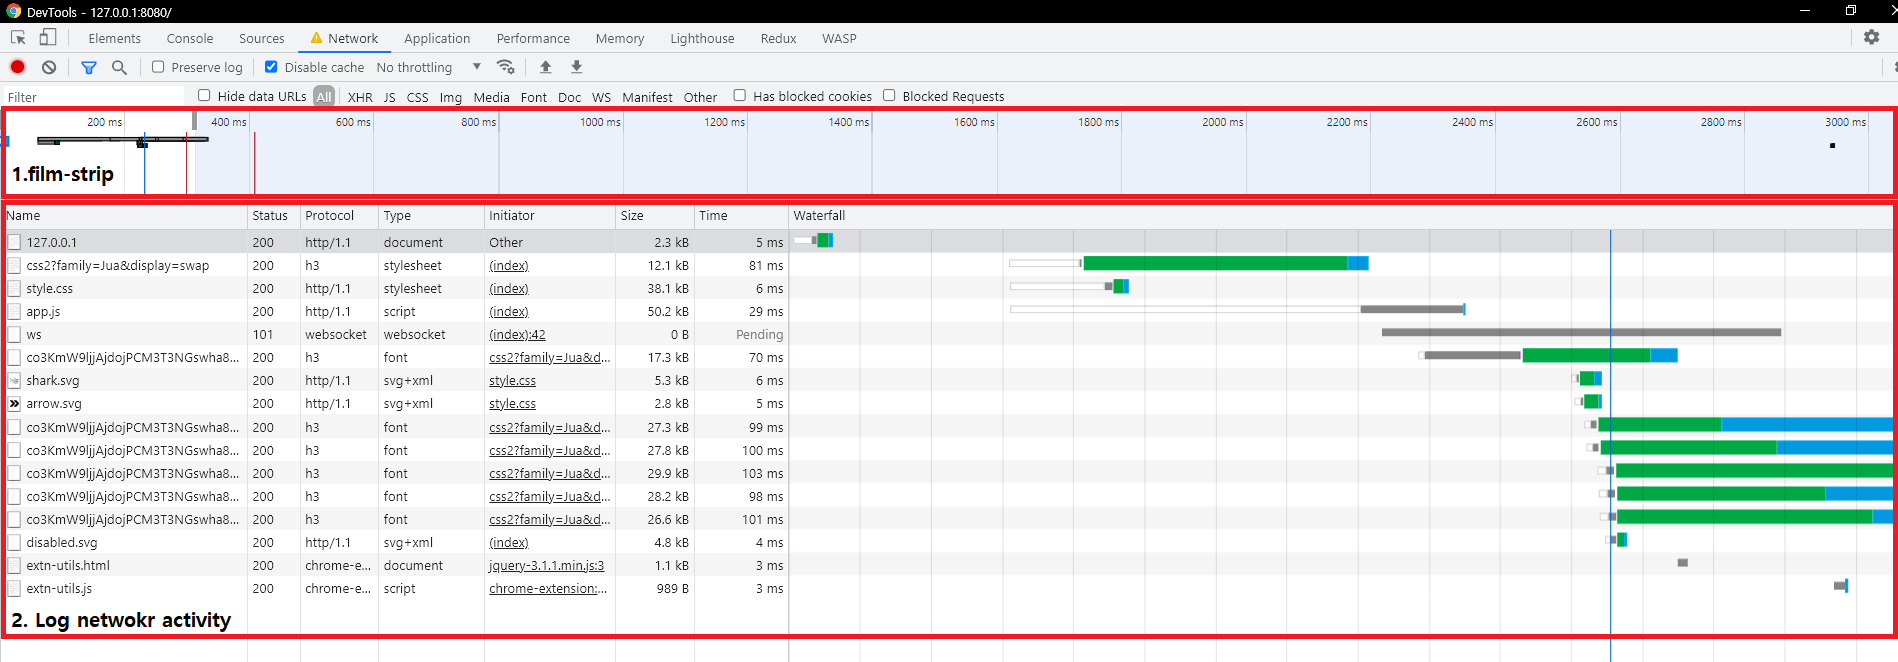 DevTools - 127.0.0.1:8080/
Elements Console Sources Network Application Performance Memory Lighthouse Redux WASP
Preserve log Disable cache No throttling
Filter Hide data URLs All XHR JS CSS Img Media Font Doc WS Manifest Other Has blocked cookies Blocked Requests
200 ms 400 ms 600 ms 800 ms 1000 ms 1200 ms 1400 ms 1600 ms 1800 ms 2000 ms 2200 ms 2400 ms 2600 ms 2800 ms 3000 ms
1.film-strip
Name Status Protocol Type Initiator Size Time Waterfall
127.0.0.1 200 http/1.1 document Other 2.3 kB 5 ms
css2?family=Jua&display=swap 200 h3 stylesheet (index) 12.1 kB 81 ms
style.css 200 http/1.1 stylesheet (index) 38.1 kB 6 ms
app.js 200 http/1.1 script (index) 50.2 kB 29 ms
ws 101 websocket websocket (index):42 0 B Pending
co3KmW9ljjAjdojPCM3T3NGswha8... 200 h3 font css2?family=Jua&d... 17.3 kB 70 ms
shark.svg 200 http/1.1 svg+xml style.css 5.3 kB 6 ms
arrow.svg 200 http/1.1 svg+xml style.css 2.8 kB 5 ms
co3KmW9ljjAjdojPCM3T3NGswha8... 200 h3 font css2?family=Jua&d... 27.3 kB 99 ms
co3KmW9ljjAjdojPCM3T3NGswha8... 200 h3 font css2?family=Jua&d... 27.8 kB 100 ms
co3KmW9ljjAjdojPCM3T3NGswha8... 200 h3 font css2?family=Jua&d... 29.9 kB 103 ms
co3KmW9ljjAjdojPCM3T3NGswha8... 200 h3 font css2?family=Jua&d... 28.2 kB 98 ms
co3KmW9ljjAjdojPCM3T3NGswha8... 200 h3 font css2?family=Jua&d... 26.6 kB 101 ms
disabled.svg 200 http/1.1 svg+xml (index) 4.8 kB 4 ms
extn-utils.html 200 chrome-e... document jquery-3.1.1.min.js:3 1.1 kB 3 ms
extn-utils.js 200 chrome-e... script chrome-extension:... 989 B 3 ms
2. Log netwokr activity